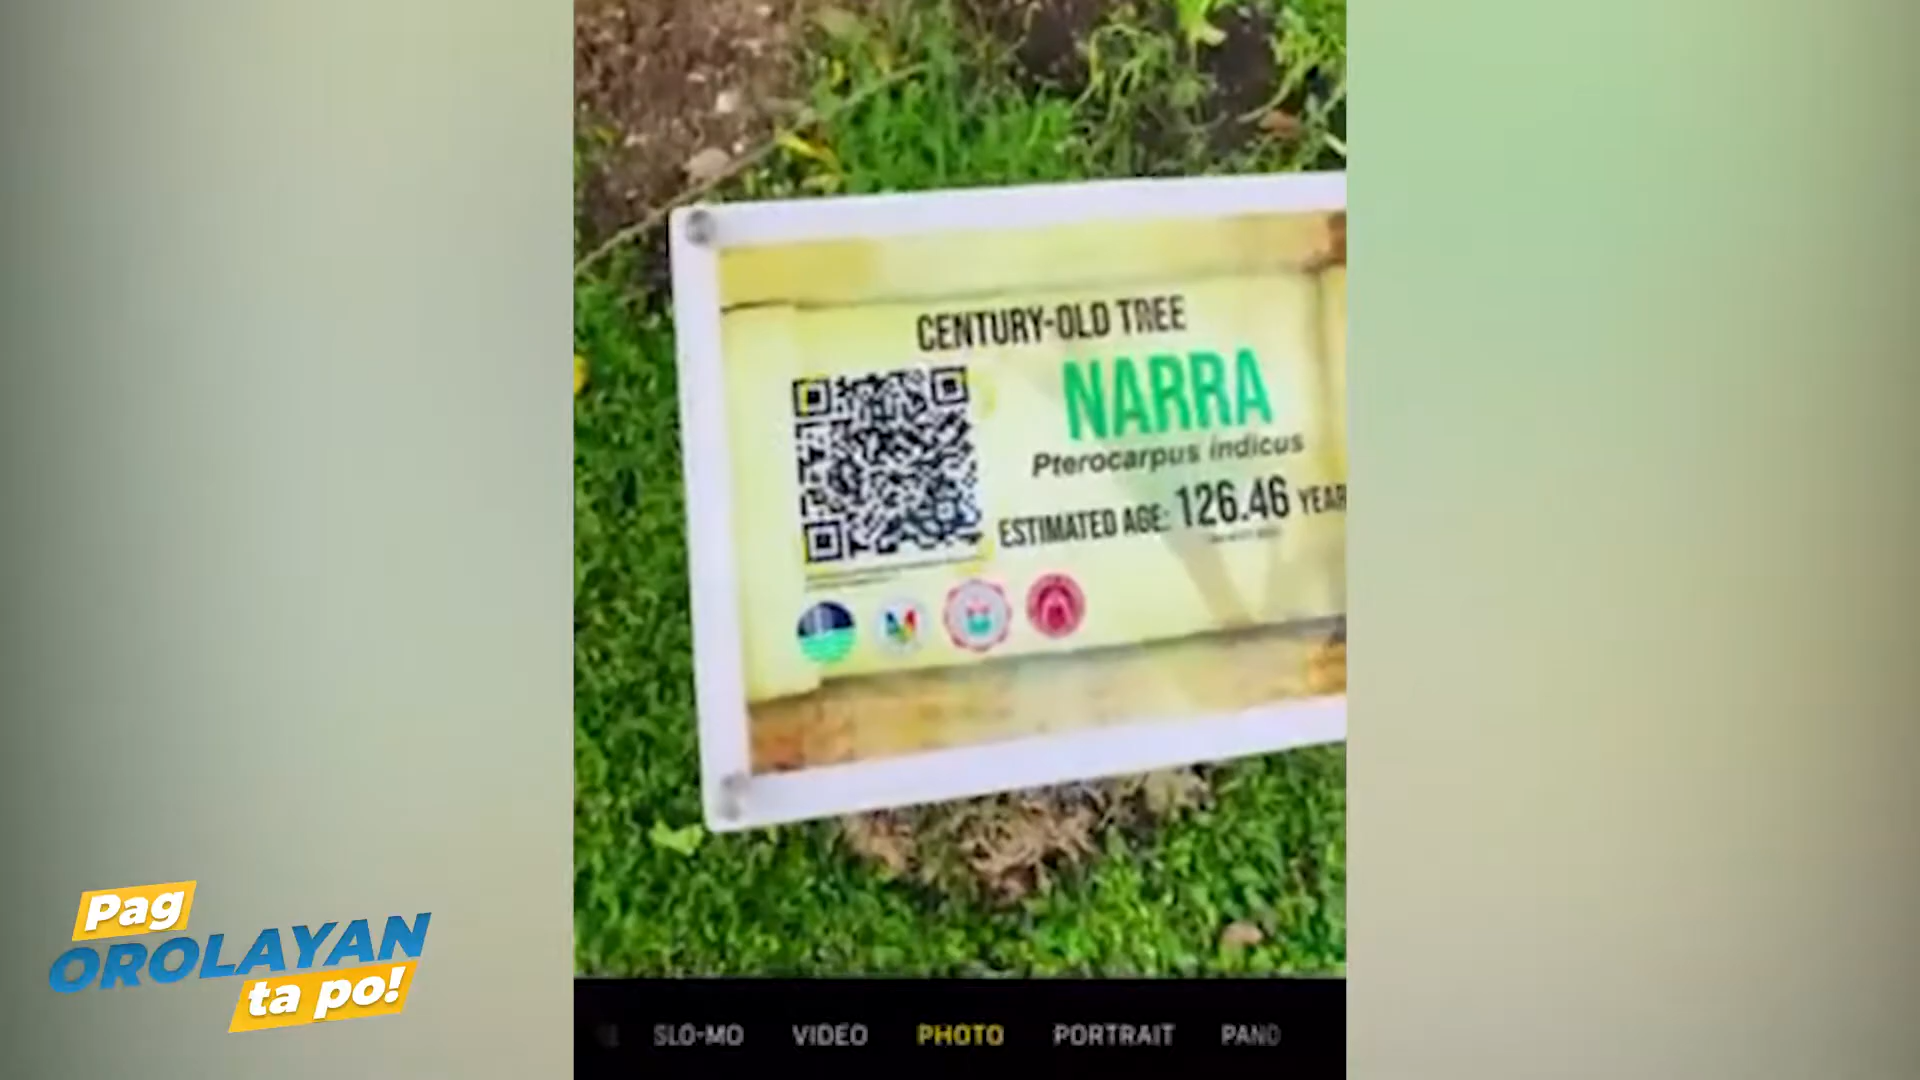 CENTURY-OLD TREE
NARRA
Pterocarpus indicus
ESTIMATED AGE: 126.46 YEAR
Pag
OROLAYAN
ta po!
SLO-MO VIDEO PHOTO PORTRAIT PANO